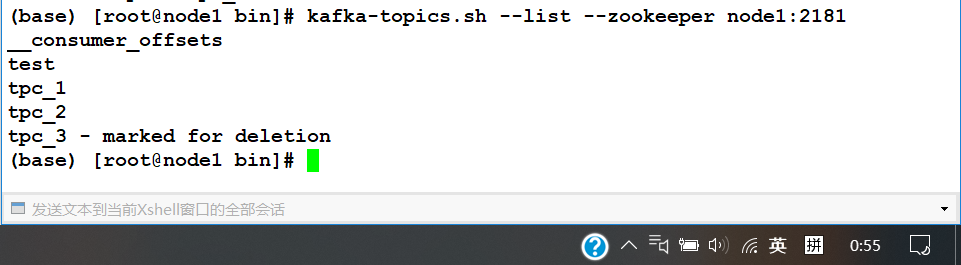 (base) [root@node1 bin]# kafka-topics.sh --list --zookeeper node1:2181
__consumer_offsets
test
tpc_1
tpc_2
tpc_3 - marked for deletion
(base) [root@node1 bin]#
发送文本到当前Xshell窗口的全部会话
? 英 拼 0:55